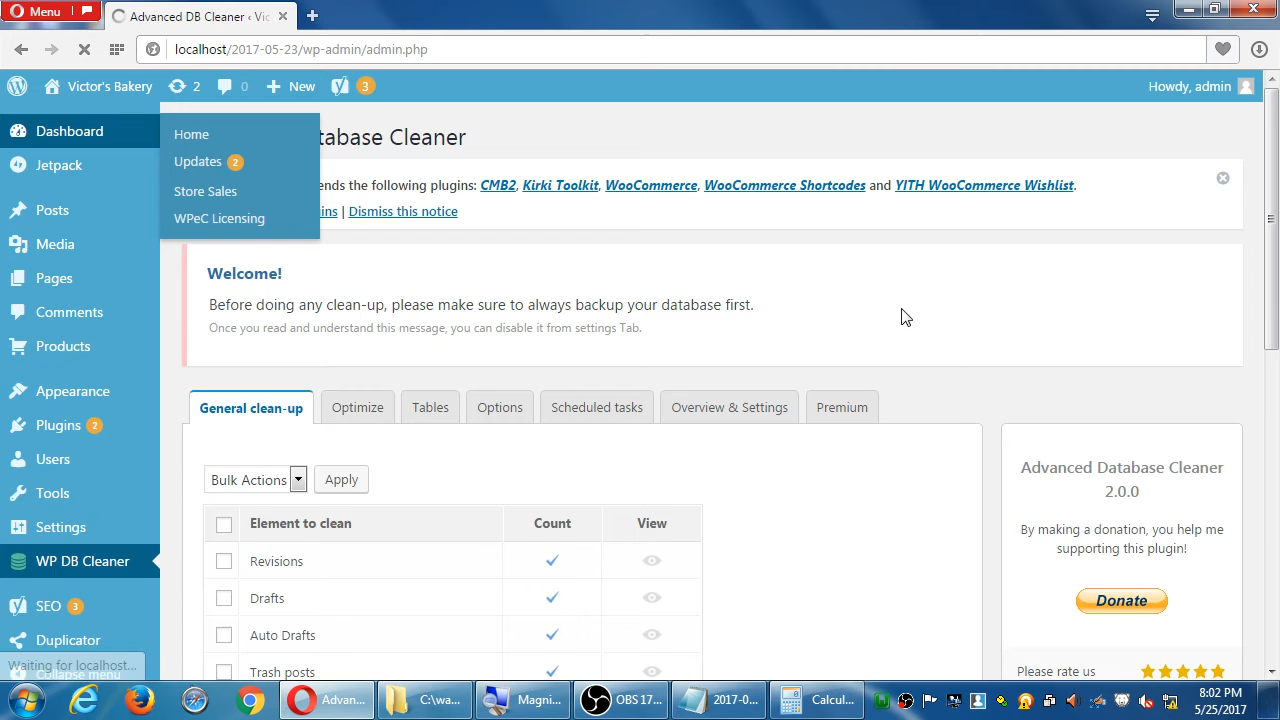 Menu
Advanced DB Cleaner ‹ Vic
localhost/2017-05-23/wp-admin/admin.php
Victor's Bakery 2 0 New 3 Howdy, admin
Dashboard
Jetpack
Posts
Media
Pages
Comments
Products
Appearance
Plugins 2
Users
Tools
Settings
WP DB Cleaner
SEO 3
Duplicator
Collapse menu
Waiting for localhost...
Home
Updates 2
Store Sales
WPeC Licensing
tabase Cleaner
ends the following plugins: CMB2, Kirki Toolkit, WooCommerce, WooCommerce Shortcodes and YITH WooCommerce Wishlist.
ins | Dismiss this notice
Welcome!
Before doing any clean-up, please make sure to always backup your database first.
Once you read and understand this message, you can disable it from settings Tab.
General clean-up Optimize Tables Options Scheduled tasks Overview & Settings Premium
Bulk Actions Apply
Element to clean Count View
Revisions
Drafts
Auto Drafts
Trash posts
Advanced Database Cleaner
2.0.0
By making a donation, you help me
supporting this plugin!
Donate
Please rate us
Advan... C:\wa... Magni... OBS 17... 2017-0... Calcul...
8:02 PM
5/25/2017